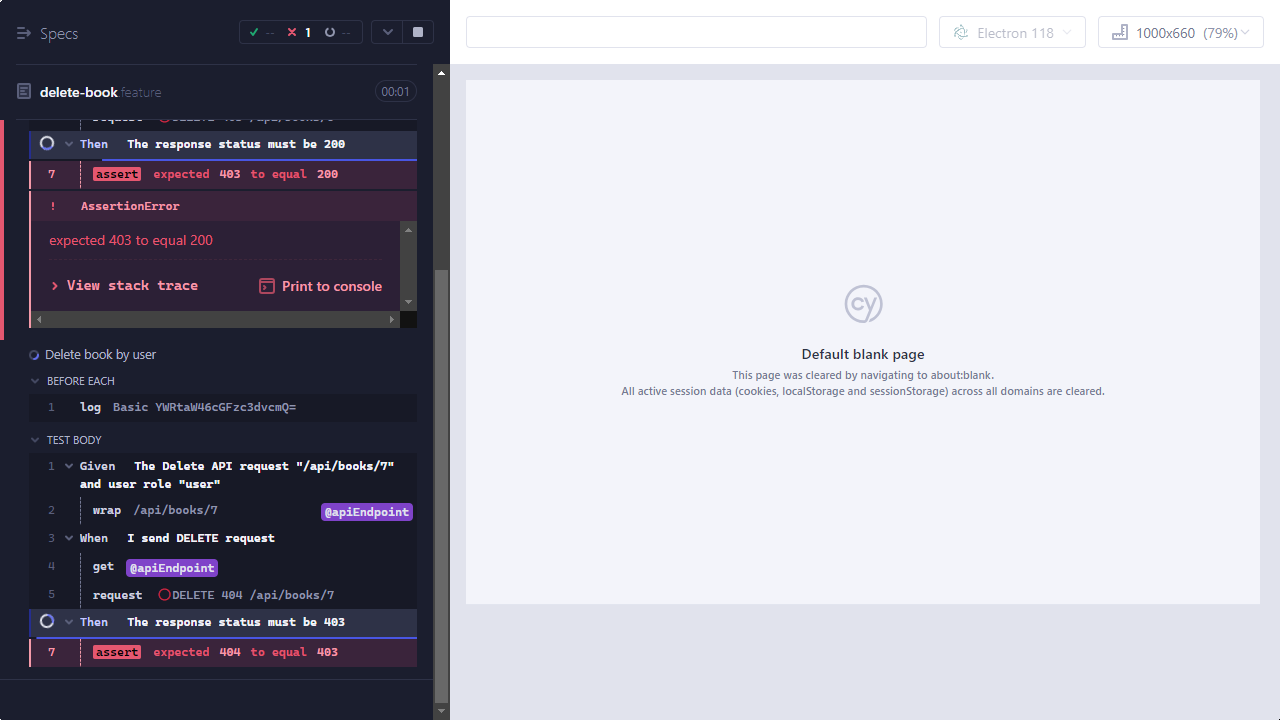 Specs
-- 1 --
Electron 118
1000x660 (79%)
delete-book.feature
00:01
Then The response status must be 200
7 assert expected 403 to equal 200
! AssertionError
expected 403 to equal 200
> View stack trace
Print to console
Delete book by user
BEFORE EACH
1 log Basic YWRtaW46cGFzc3dvcmQ=
TEST BODY
1 Given The Delete API request "/api/books/7"
and user role "user"
2 wrap /api/books/7 @apiEndpoint
3 When I send DELETE request
4 get @apiEndpoint
5 request DELETE 404 /api/books/7
Then The response status must be 403
7 assert expected 404 to equal 403
cy
Default blank page
This page was cleared by navigating to about:blank.
All active session data (cookies, localStorage and sessionStorage) across all domains are cleared.